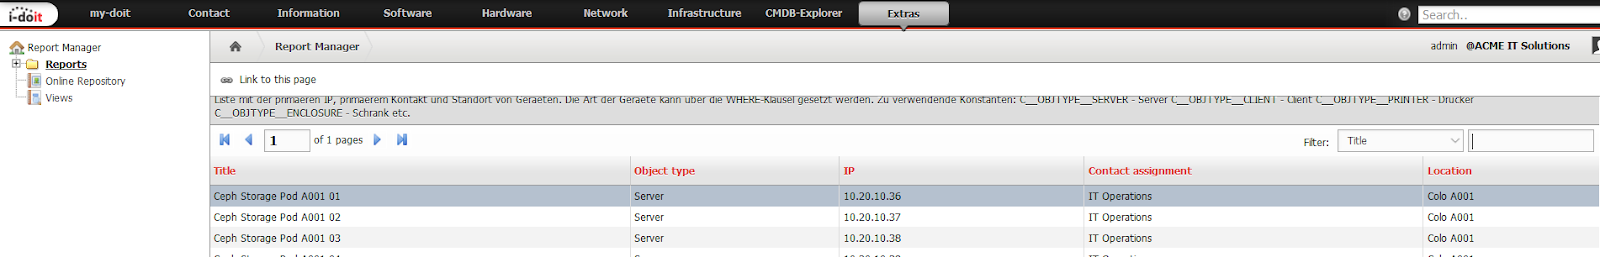 i-doit my-doit Contact Information Software Hardware Network Infrastructure CMDB-Explorer Extras ? Search..
Report Manager
Reports
Online Repository
Views
Report Manager admin @ACME IT Solutions
Link to this page
Liste mit der primaeren IP, primaerem Kontakt und Standort von Geraeten. Die Art der Geraete kann über die WHERE-Klausel gesetzt werden. Zu verwendende Konstanten: C__OBJTYPE__SERVER - Server C__OBJTYPE__CLIENT - Client C__OBJTYPE__PRINTER - Drucker
C__OBJTYPE__ENCLOSURE - Schrank etc.
1 of 1 pages Filter: Title
Title Object type IP Contact assignment Location
Ceph Storage Pod A001 01 Server 10.20.10.36 IT Operations Colo A001
Ceph Storage Pod A001 02 Server 10.20.10.37 IT Operations Colo A001
Ceph Storage Pod A001 03 Server 10.20.10.38 IT Operations Colo A001